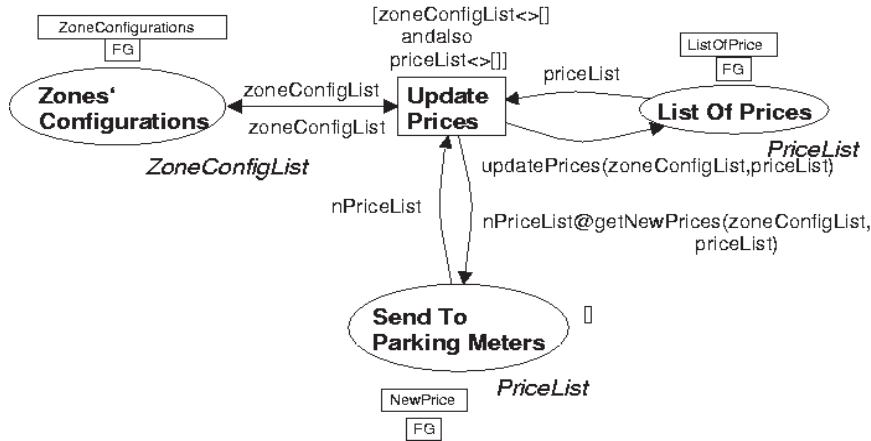 ZoneConfigurations
FG
[zoneConfigList<>[]
andalso
priceList<>[]]
ListOfPrice
FG
Zones'
Configurations
zoneConfigList
zoneConfigList
ZoneConfigList
Update
Prices
priceList
List Of Prices
PriceList
updatePrices(zoneConfigList,priceList)
nPriceList
nPriceList@getNewPrices(zoneConfigList,
priceList)
Send To
Parking Meters
[]
PriceList
NewPrice
FG